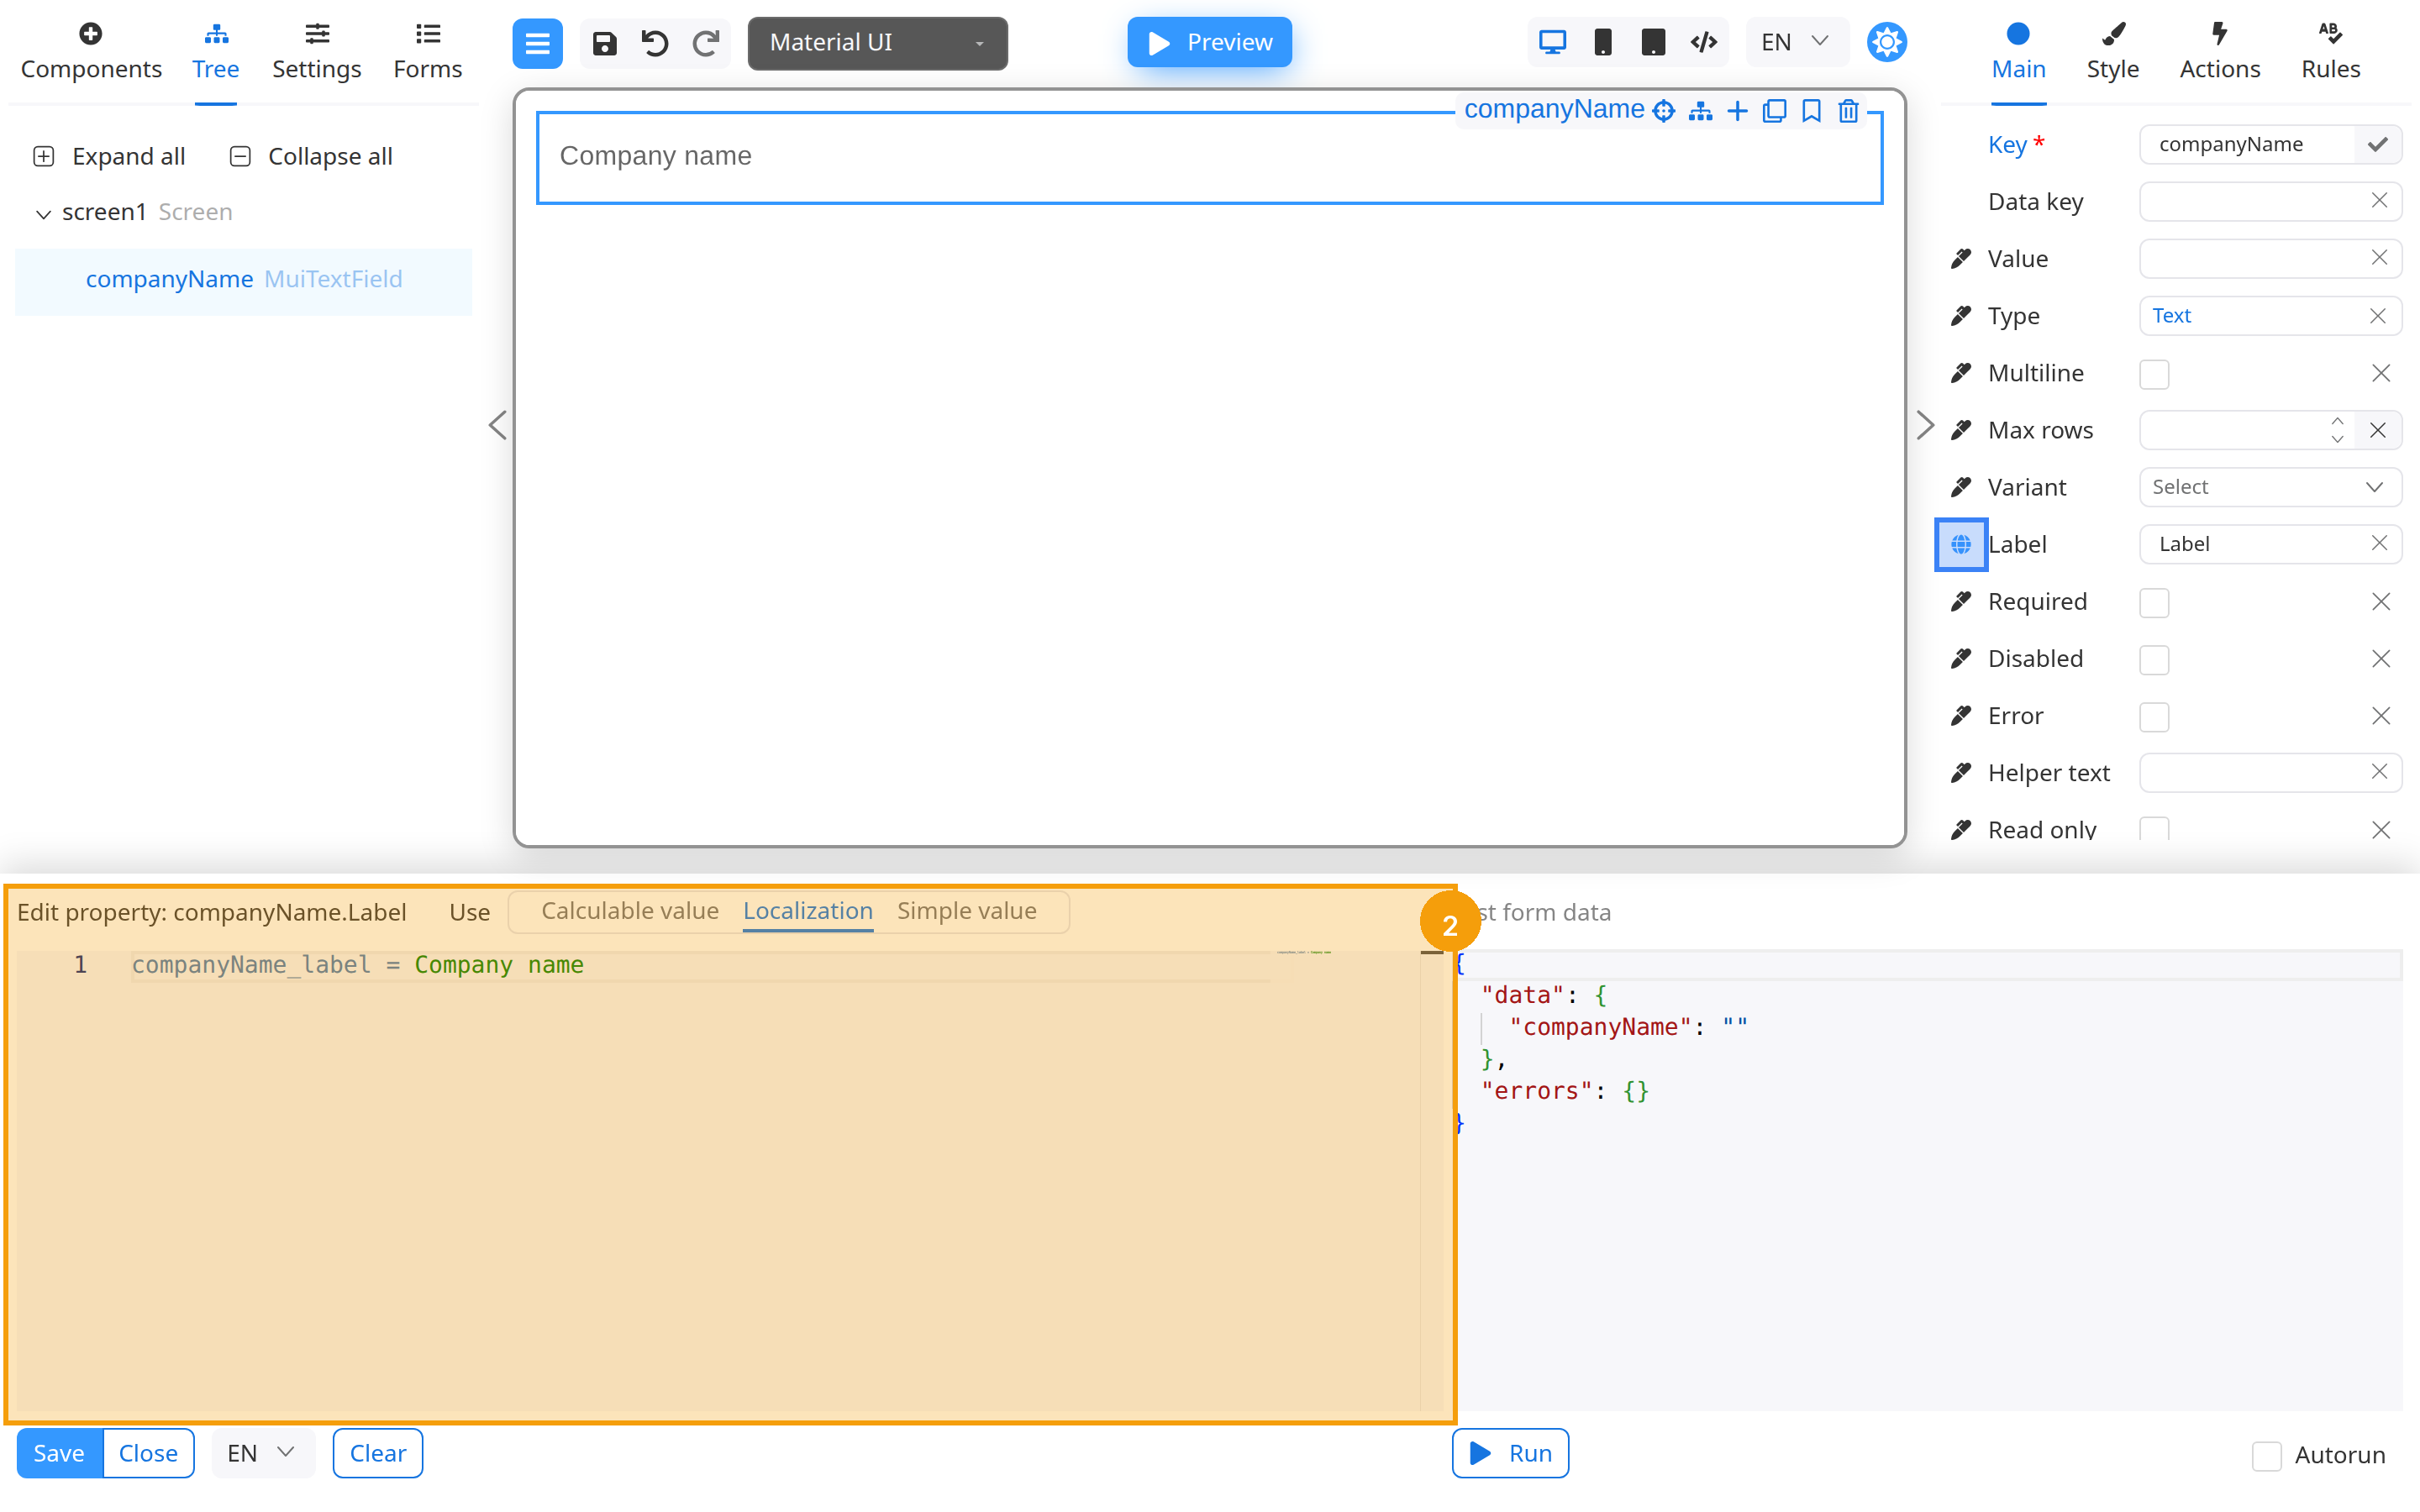 Components Tree Settings Forms
Material UI
Preview
EN
Main Style Actions Rules
Expand all Collapse all
screen1 Screen
companyName MuiTextField
companyName
Company name
Key * companyName
Data key
Value
Type Text
Multiline
Max rows
Variant Select
Label Label
Required
Disabled
Error
Helper text
Read only
Edit property: companyName.Label Use Calculable value Localization Simple value
1 companyName_label = Company name
2
st form data
{
"data": {
"companyName": ""
},
"errors": {}
}
Save Close EN Clear
Run
Autorun